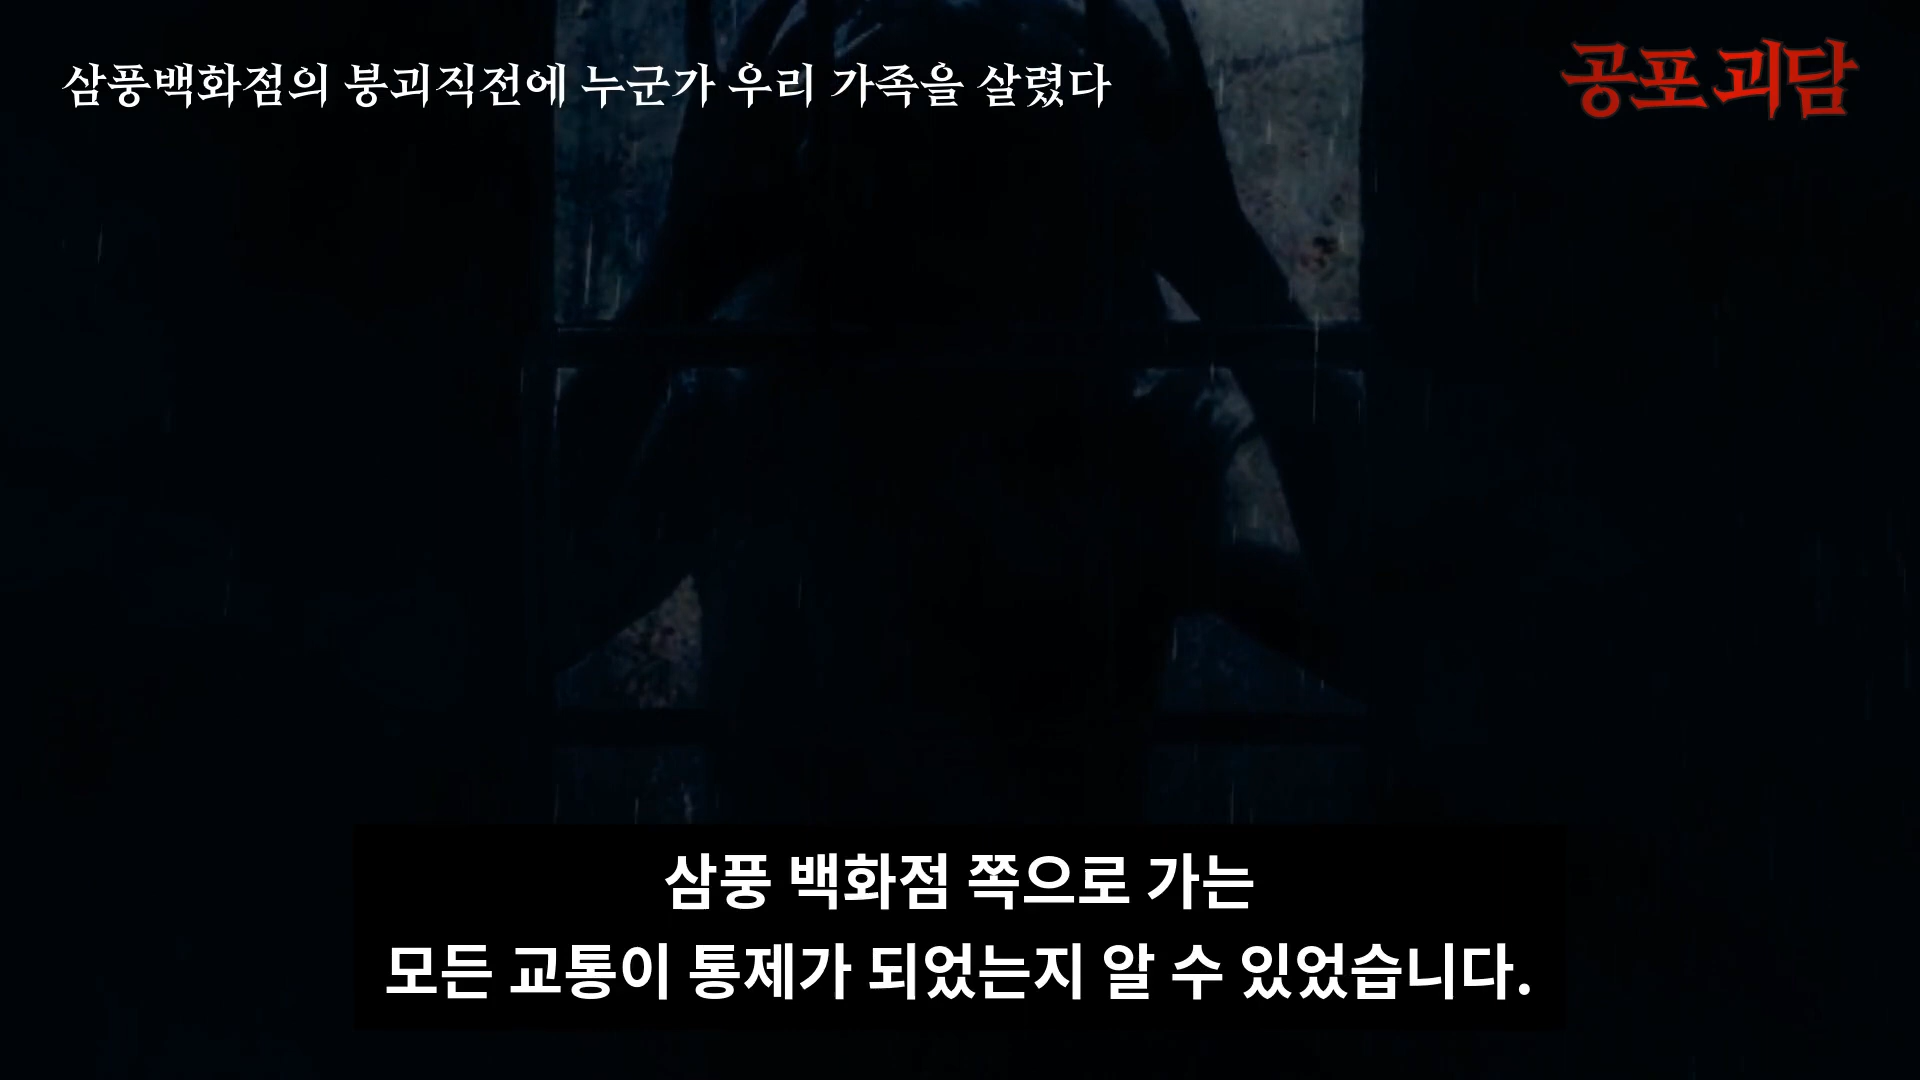 삼풍백화점의 붕괴직전에 누군가 우리 가족을 살렸다
공포 괴담
삼풍 백화점 쪽으로 가는
모든 교통이 통제가 되었는지 알 수 있었습니다.